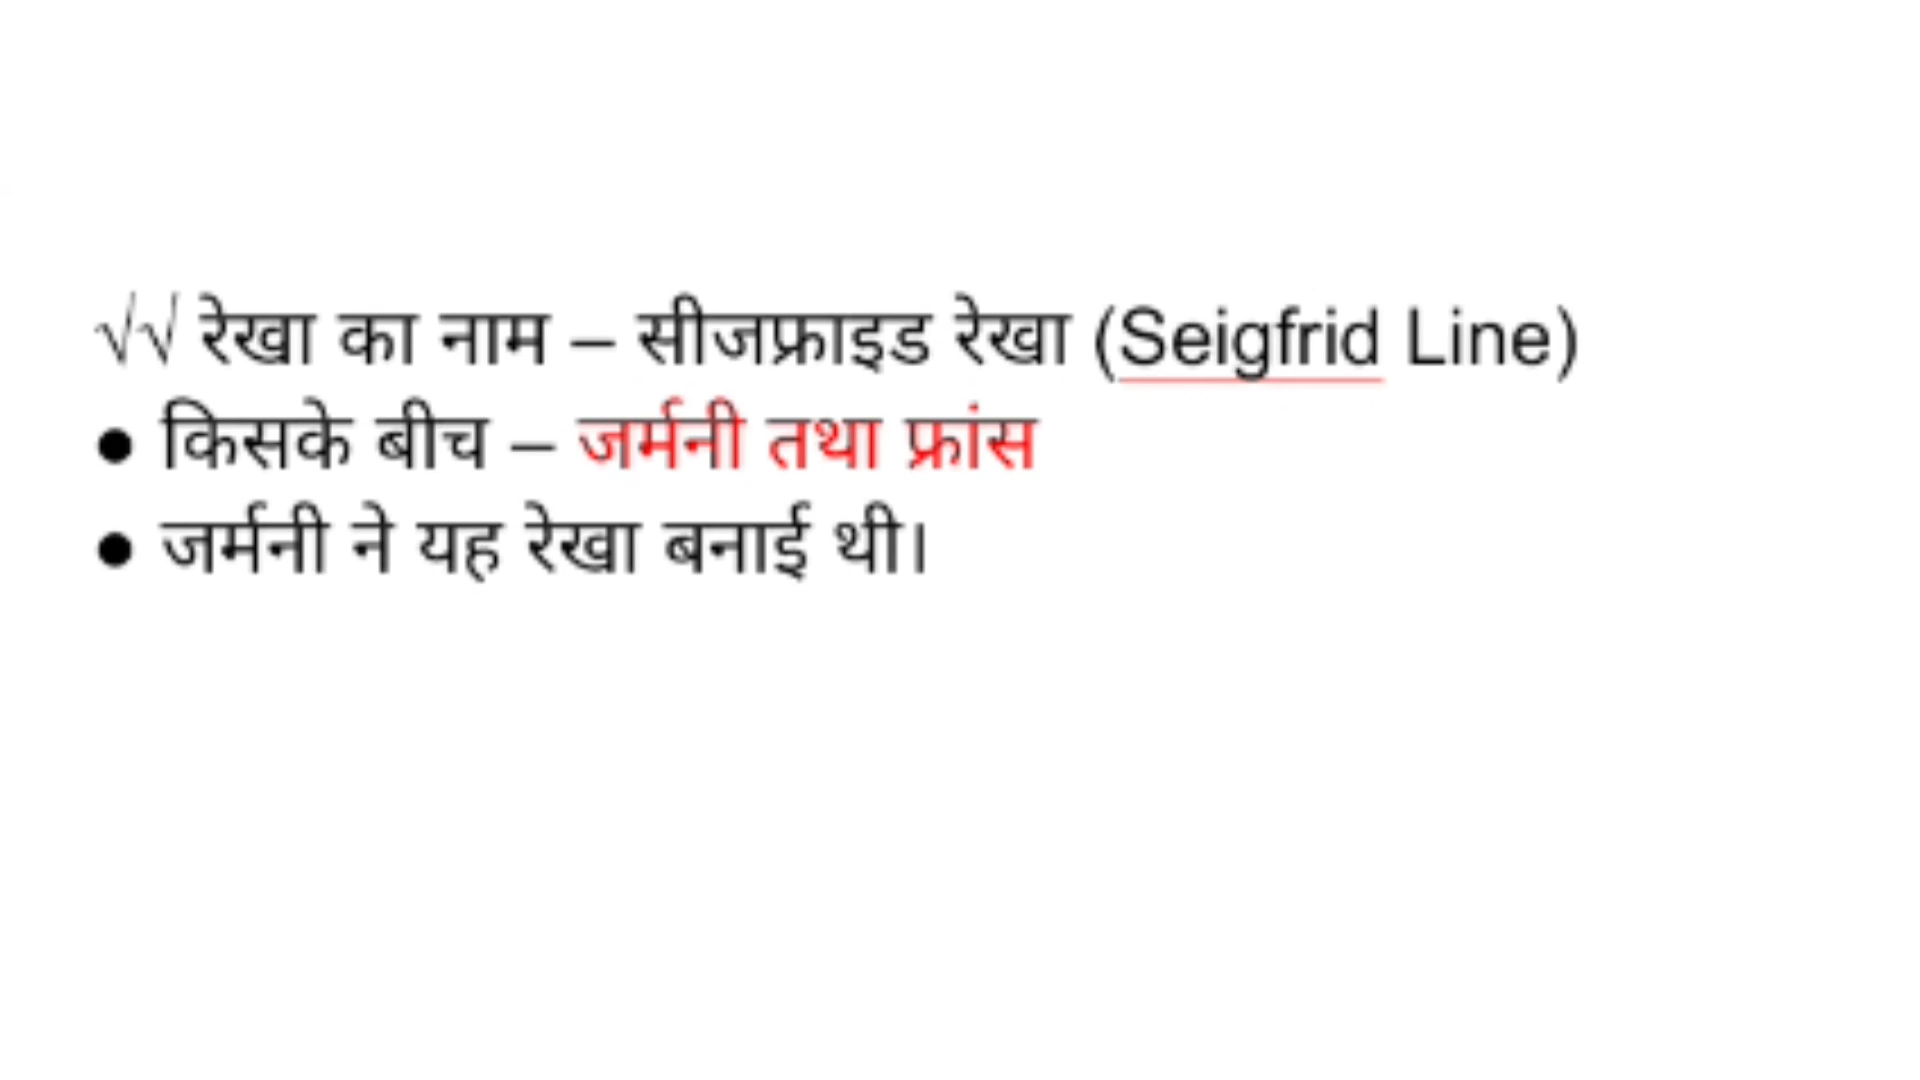 √√ रेखा का नाम – सीजफ्राइड रेखा (Seigfrid Line)
● किसके बीच – जर्मनी तथा फ्रांस
● जर्मनी ने यह रेखा बनाई थी।